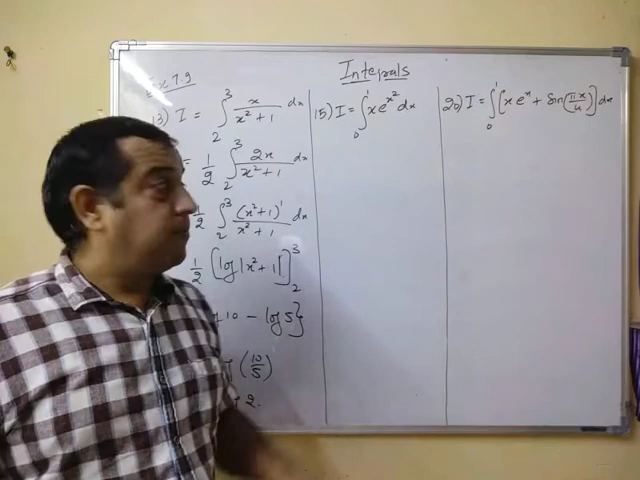 Integrals
Ex 7.9
13) I = ∫₂³ x/(x²+1) dx
= 1/2 ∫₂³ 2x/(x²+1) dx
1/2 ∫₂³ (x²+1)'/(x²+1) dx
1/2 [log|x²+1|]₂³
10 - log 5}
(10/5)
2.
15) I = ∫₀¹ x e^(x²) dx
20) I = ∫₀¹ [x e^x + Sin(πx/4)] dx